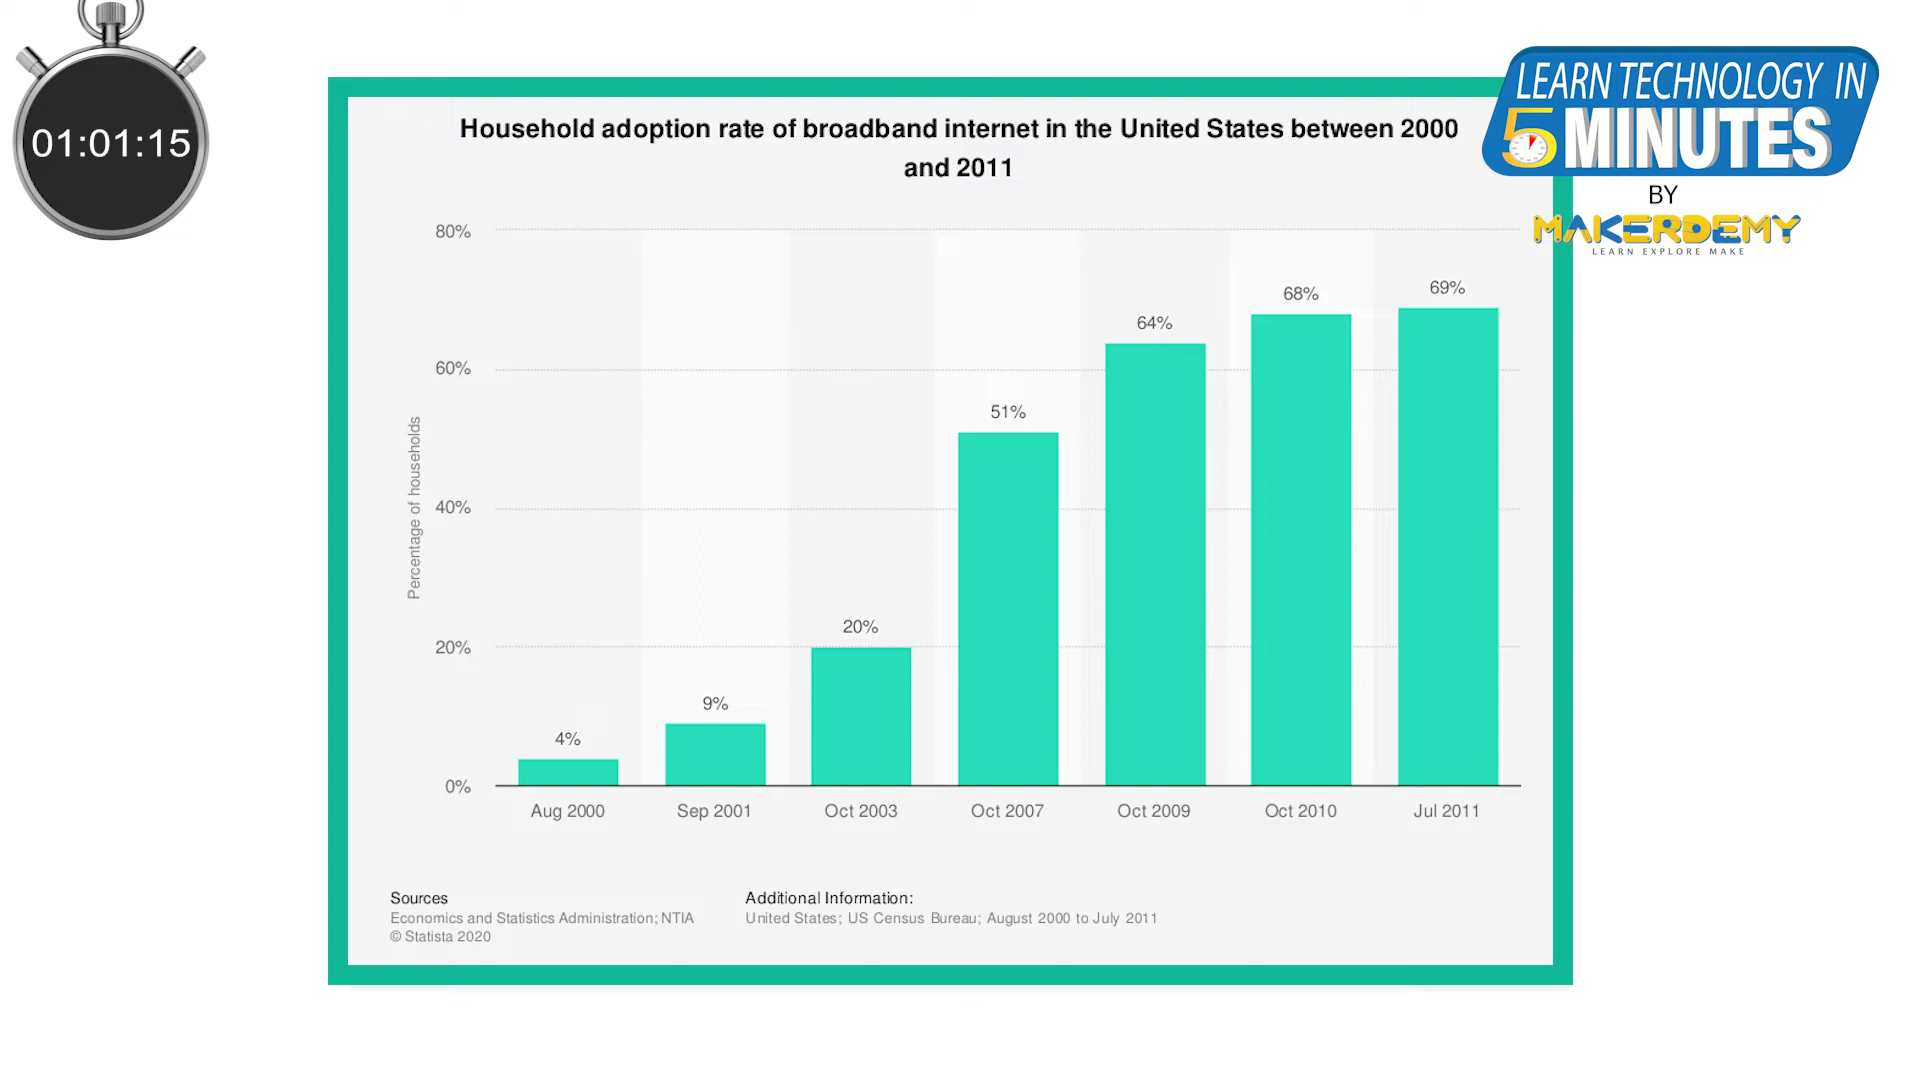 01:01:15
LEARN TECHNOLOGY IN
5 MINUTES
BY
MAKERDEMY
LEARN EXPLORE MAKE
Household adoption rate of broadband internet in the United States between 2000
and 2011
Percentage of households
80%
60%
40%
20%
0%
4%
9%
20%
51%
64%
68%
69%
Aug 2000
Sep 2001
Oct 2003
Oct 2007
Oct 2009
Oct 2010
Jul 2011
Sources
Economics and Statistics Administration; NTIA
© Statista 2020
Additional Information:
United States; US Census Bureau; August 2000 to July 2011